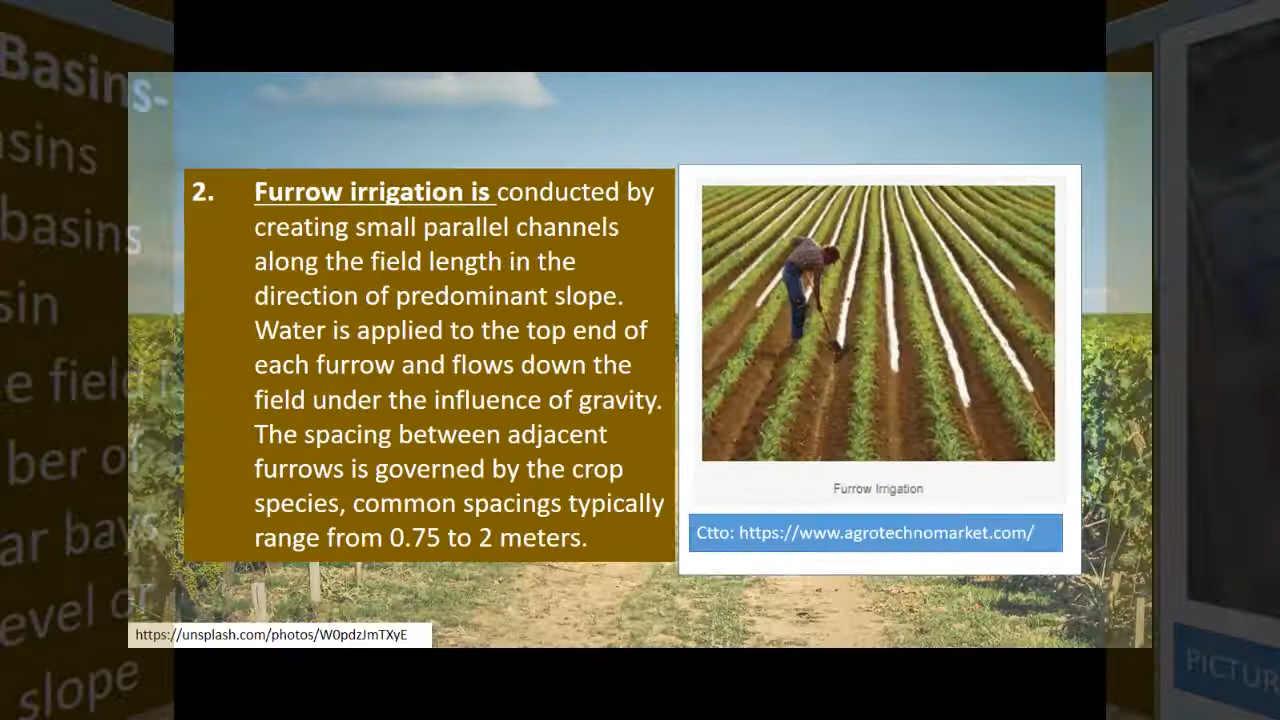 Basins-
asins
basins
sin
e field
ber of
ar bays
evel or
slope
2. Furrow irrigation is conducted by
creating small parallel channels
along the field length in the
direction of predominant slope.
Water is applied to the top end of
each furrow and flows down the
field under the influence of gravity.
The spacing between adjacent
furrows is governed by the crop
species, common spacings typically
range from 0.75 to 2 meters.
Furrow Irrigation
Ctto: https://www.agrotechnomarket.com/
https://unsplash.com/photos/W0pdzJmTXyE
PICTUR